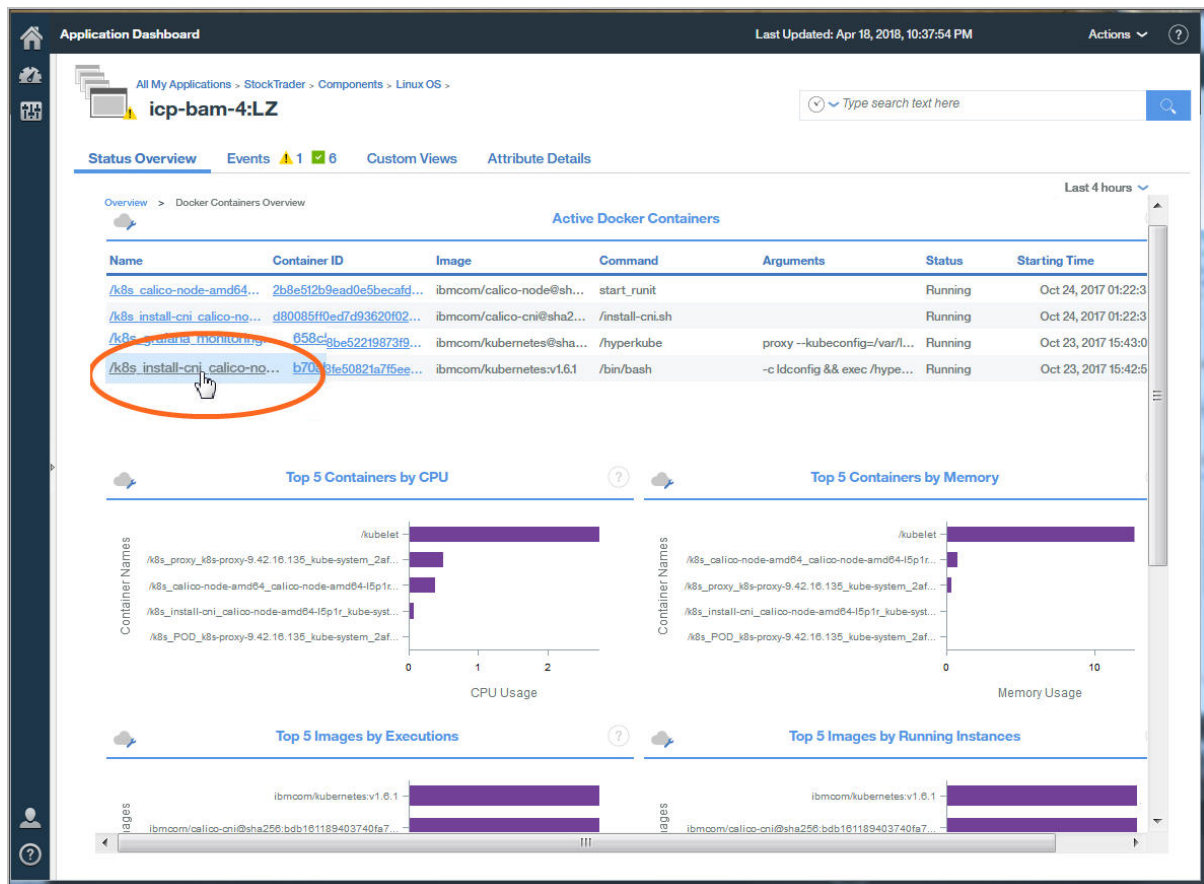 Application Dashboard
Last Updated: Apr 18, 2018, 10:37:54 PM
Actions
?
All My Applications > StockTrader > Components > Linux OS >
icp-bam-4:LZ
Type search text here
Status Overview Events 1 6 Custom Views Attribute Details
Last 4 hours
Overview > Docker Containers Overview
Active Docker Containers
Name Container ID Image Command Arguments Status Starting Time
/k8s_calico-node-amd64... 2b8e512b9ead0e5becafd... ibmcom/calico-node@sh... start_runit Running Oct 24, 2017 01:22:3
/k8s_install-cni_calico-no... d80085ff0ed7d93620f02... ibmcom/calico-cni@sha2... /install-cni.sh Running Oct 24, 2017 01:22:3
/k8s_grafana_monitoring... 8be52219873f9... ibmcom/kubernetes@sha... /hyperkube proxy --kubeconfig=/var/l... Running Oct 23, 2017 15:43:0
/k8s_install-cni_calico-no... 3fe50821a7f5ee... ibmcom/kubernetes:v1.6.1 /bin/bash -c ldconfig && exec /hype... Running Oct 23, 2017 15:42:5
Top 5 Containers by CPU
?
Container Names
/kubelet
/k8s_proxy_k8s-proxy-9.42.16.135_kube-system_2af...
/k8s_calico-node-amd64_calico-node-amd64-l5p1r...
/k8s_install-cni_calico-node-amd64-l5p1r_kube-syst...
/k8s_POD_k8s-proxy-9.42.16.135_kube-system_2af...
0 1 2
CPU Usage
Top 5 Containers by Memory
Container Names
/kubelet
/k8s_calico-node-amd64_calico-node-amd64-l5p1r...
/k8s_proxy_k8s-proxy-9.42.16.135_kube-system_2af...
/k8s_install-cni_calico-node-amd64-l5p1r_kube-syst...
/k8s_POD_k8s-proxy-9.42.16.135_kube-system_2af...
0 10
Memory Usage
Top 5 Images by Executions
?
ibmcom/kubernetes:v1.6.1
ibmcom/calico-cni@sha256:bdb161189403740fa7...
Top 5 Images by Running Instances
ibmcom/kubernetes:v1.6.1
ibmcom/calico-cni@sha256:bdb161189403740fa7...
?